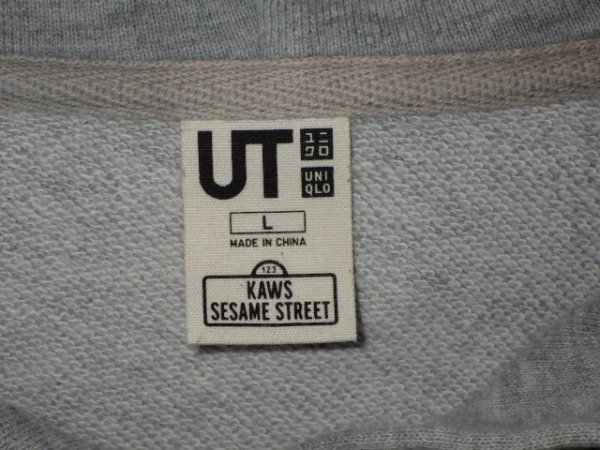 UT
ユニ
クロ
UNI
QLO
L
MADE IN CHINA
123
KAWS
SESAME STREET